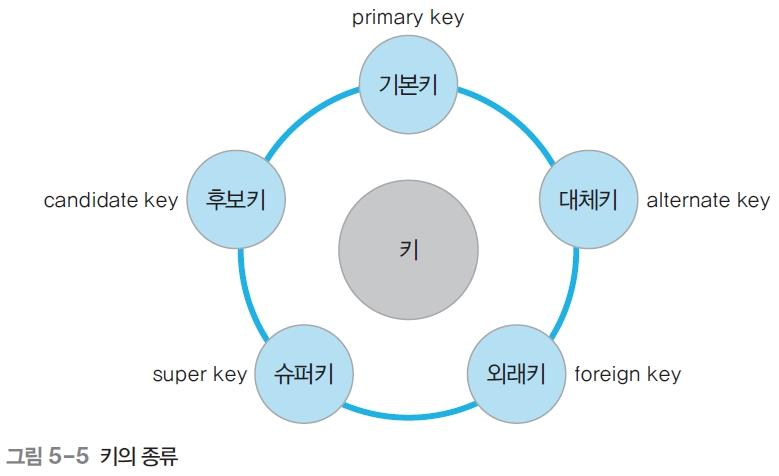 primary key
기본키
candidate key
후보키
대체키
alternate key
키
super key
슈퍼키
외래키
foreign key
그림 5-5 키의 종류